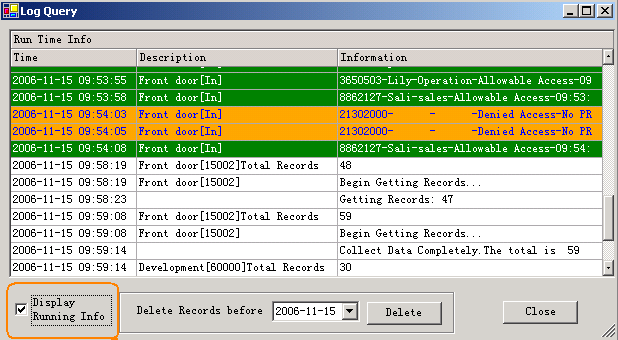 Log Query
Run Time Info
Time Description Information
2006-11-15 09:53:55 Front door[In] 3650503-Lily-Operation-Allowable Access-09
2006-11-15 09:53:58 Front door[In] 8862127-Sali-sales-Allowable Access-09:53:
2006-11-15 09:54:03 Front door[In] 21302000- - -Denied Access-No PR
2006-11-15 09:54:05 Front door[In] 21302000- - -Denied Access-No PR
2006-11-15 09:54:08 Front door[In] 8862127-Sali-sales-Allowable Access-09:54:
2006-11-15 09:58:19 Front door[15002]Total Records 48
2006-11-15 09:58:19 Front door[15002] Begin Getting Records...
2006-11-15 09:58:23 Getting Records: 47
2006-11-15 09:59:08 Front door[15002]Total Records 59
2006-11-15 09:59:08 Front door[15002] Begin Getting Records...
2006-11-15 09:59:14 Collect Data Completely.The total is 59
2006-11-15 09:59:14 Development[60000]Total Records 30
Display
Running Info
Delete Records before 2006-11-15 Delete Close